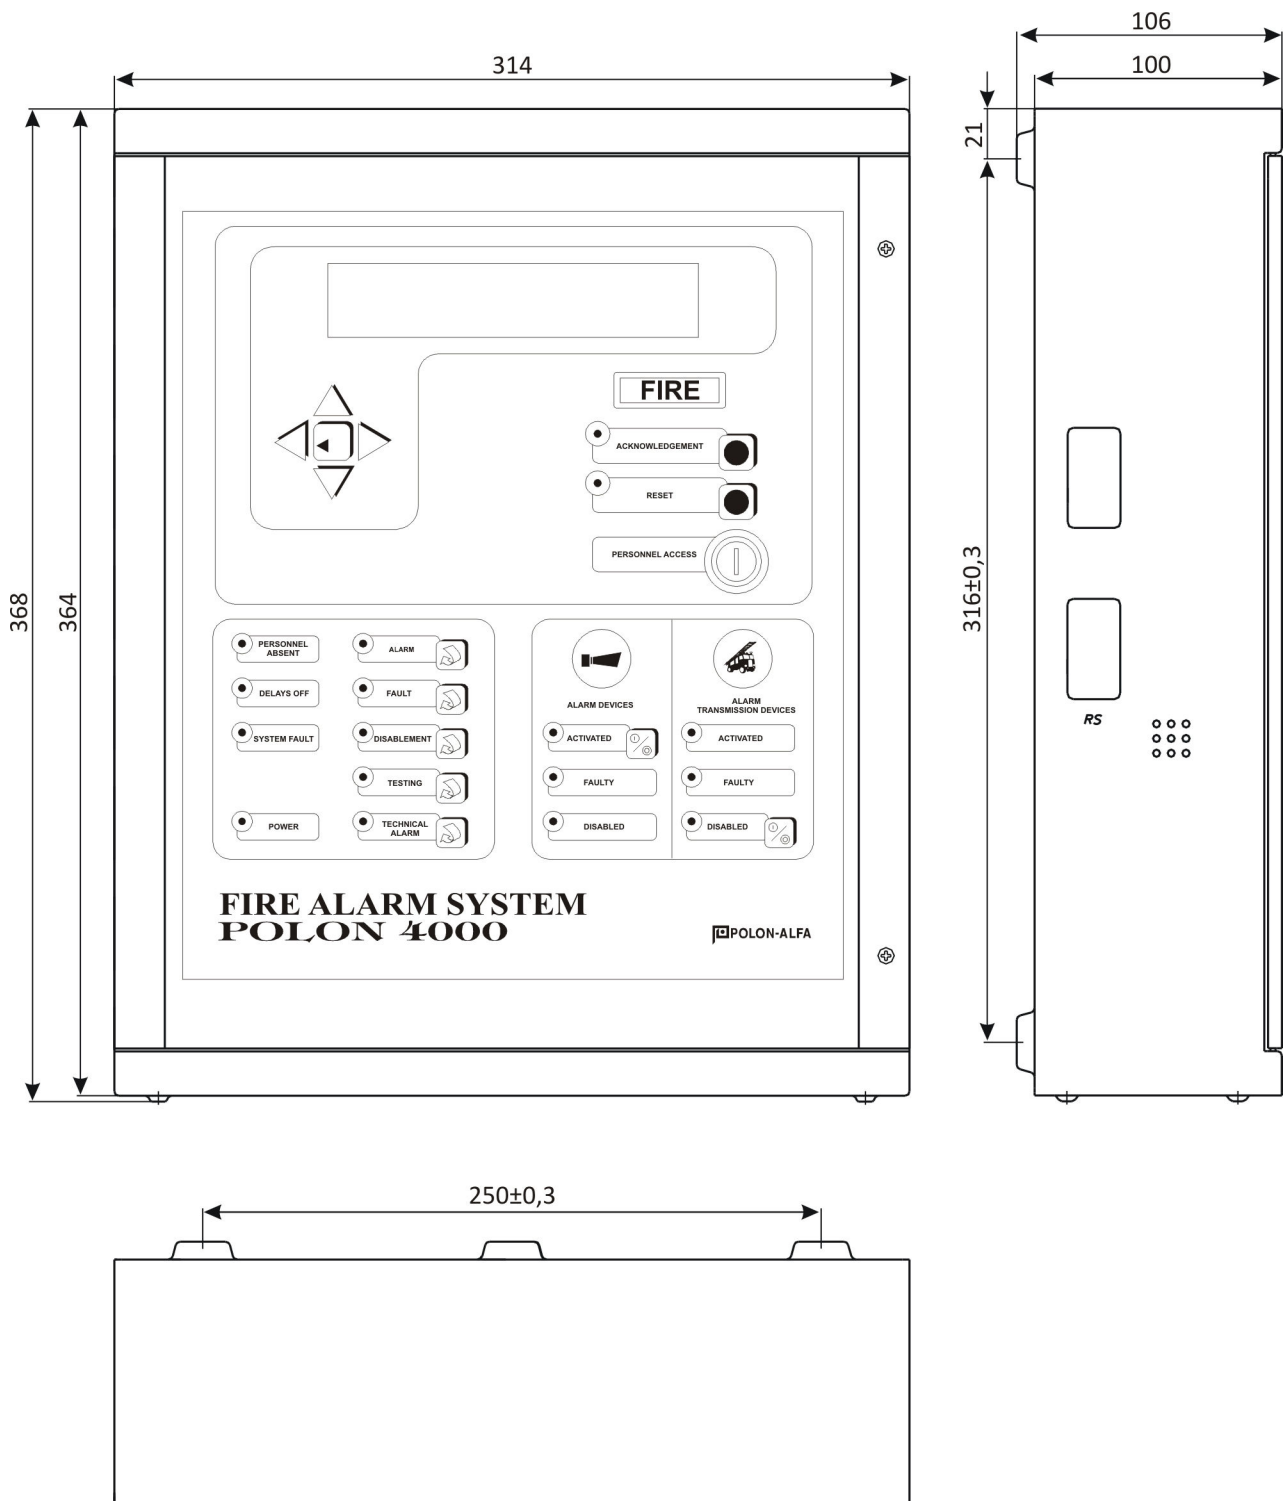 106
314
100
21
FIRE
ACKNOWLEDGEMENT
RESET
PERSONNEL ACCESS
368
364
316±0,3
PERSONNEL
ABSENT
ALARM
DELAYS OFF
FAULT
SYSTEM FAULT
DISABLEMENT
TESTING
POWER
TECHNICAL
ALARM
ALARM DEVICES
ALARM
TRANSMISSION DEVICES
ACTIVATED
ACTIVATED
FAULTY
FAULTY
DISABLED
DISABLED
RS
FIRE ALARM SYSTEM
POLON 4000
POLON-ALFA
250±0,3